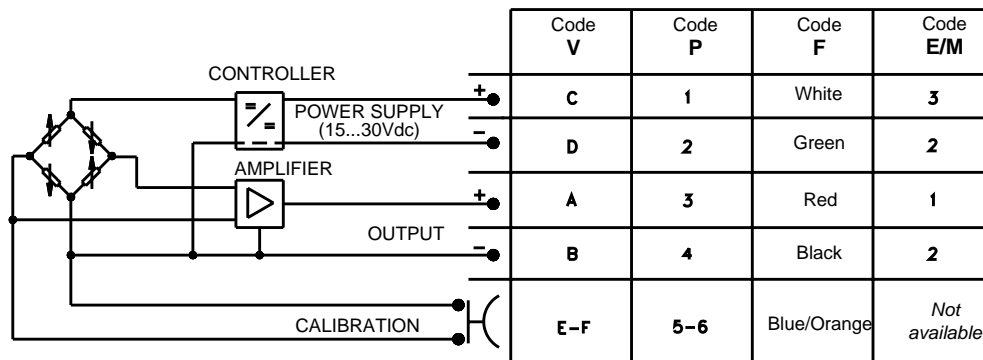 Code Code Code Code
V P F E/M
CONTROLLER
+ C 1 White 3
POWER SUPPLY
(15...30Vdc)
- D 2 Green 2
AMPLIFIER
+ A 3 Red 1
OUTPUT
- B 4 Black 2
CALIBRATION E-F 5-6 Blue/Orange Not
available